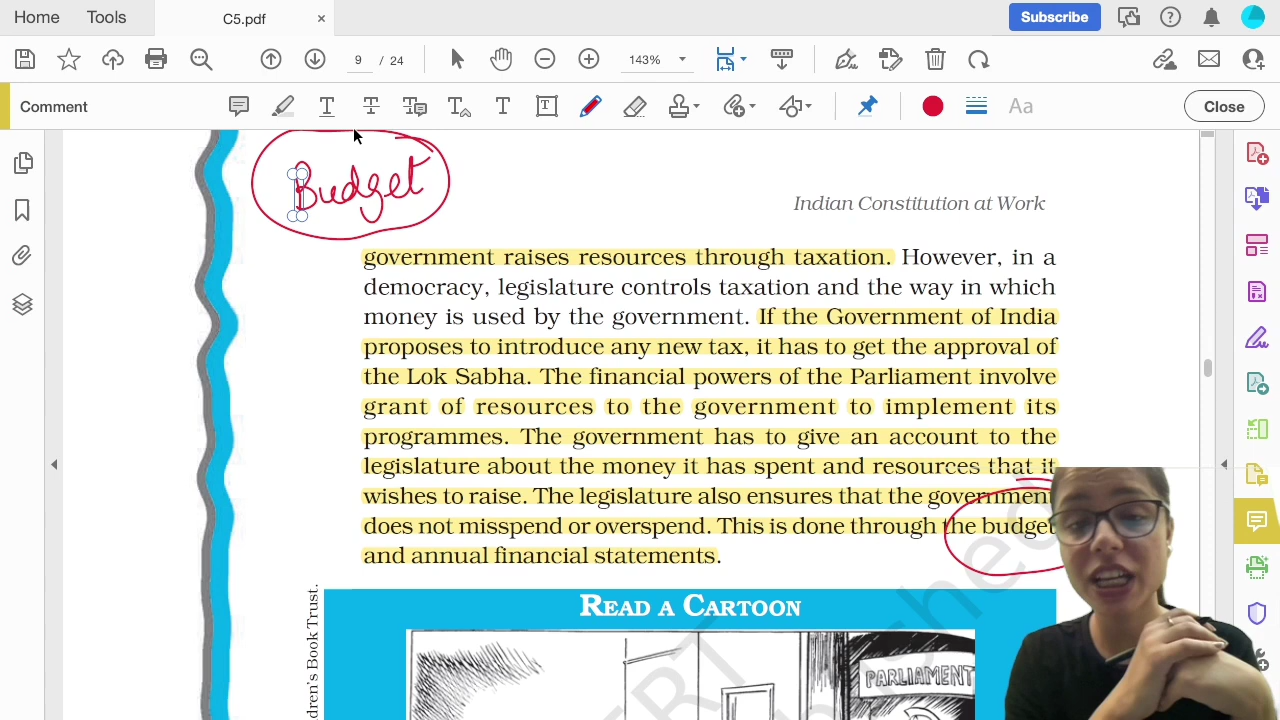 Home Tools C5.pdf × Subscribe
9 / 24 143%
Comment Aa Close
Budget
Indian Constitution at Work
government raises resources through taxation. However, in a
democracy, legislature controls taxation and the way in which
money is used by the government. If the Government of India
proposes to introduce any new tax, it has to get the approval of
the Lok Sabha. The financial powers of the Parliament involve
grant of resources to the government to implement its
programmes. The government has to give an account to the
legislature about the money it has spent and resources that it
wishes to raise. The legislature also ensures that the government
does not misspend or overspend. This is done through the budget
and annual financial statements.
READ A CARTOON
dren's Book Trust.
PARLIAMENT